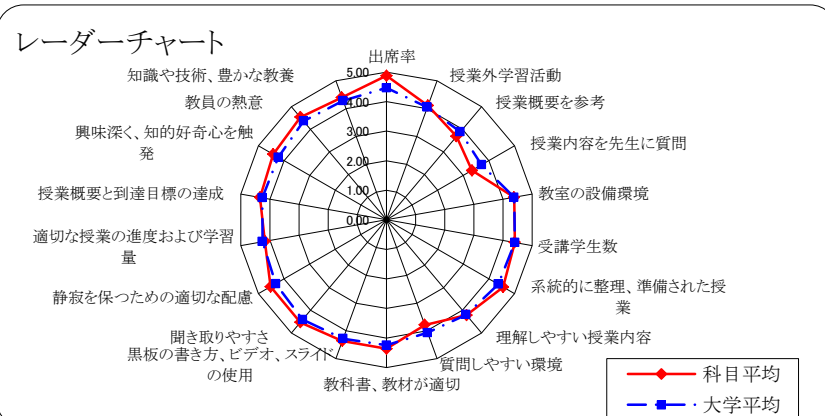 レーダーチャート
出席率
授業外学習活動
授業概要を参考
授業内容を先生に質問
教室の設備環境
受講学生数
系統的に整理、準備された授
業
理解しやすい授業内容
質問しやすい環境
教科書、教材が適切
黒板の書き方、ビデオ、スライド
の使用
聞き取りやすさ
静寂を保つための適切な配慮
適切な授業の進度および学習
量
授業概要と到達目標の達成
興味深く、知的好奇心を触
発
教員の熱意
知識や技術、豊かな教養
5.00
4.00
3.00
2.00
1.00
0.00
科目平均
大学平均